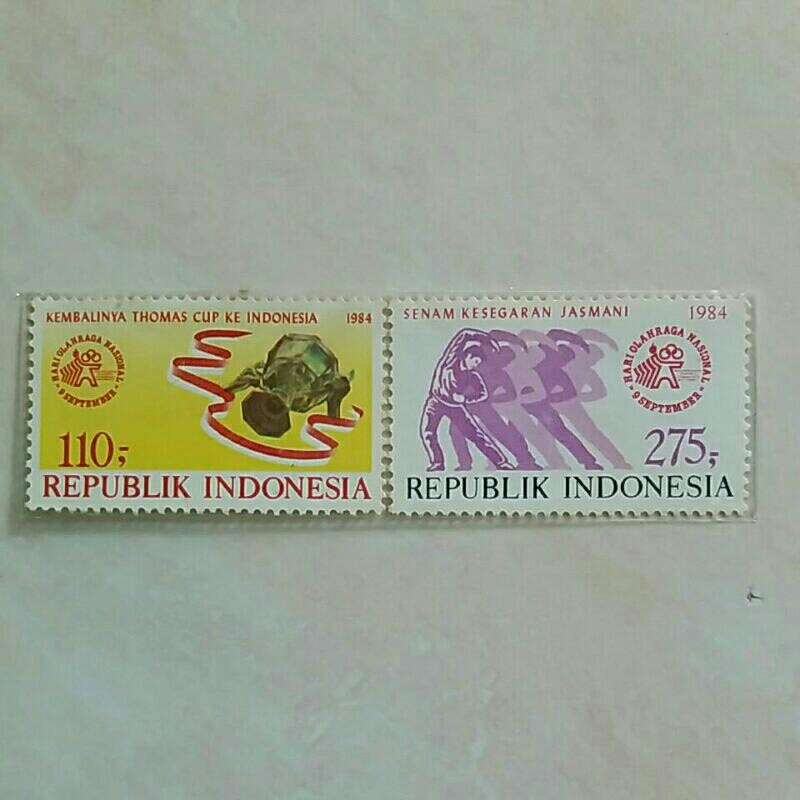 KEMBALINYA THOMAS CUP KE INDONESIA 1984
HARI OLAHRAGA NASIONAL
9 SEPTEMBER
110,-
REPUBLIK INDONESIA
SENAM KESEGARAN JASMANI 1984
HARI OLAHRAGA NASIONAL
9 SEPTEMBER
275,-
REPUBLIK INDONESIA